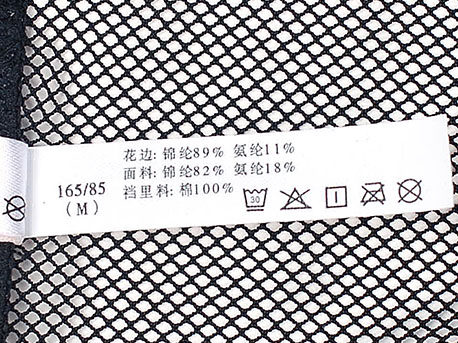 165/85
(M)
花边: 锦纶89% 氨纶11%
面料: 锦纶82% 氨纶18%
裆里料: 棉100%
30